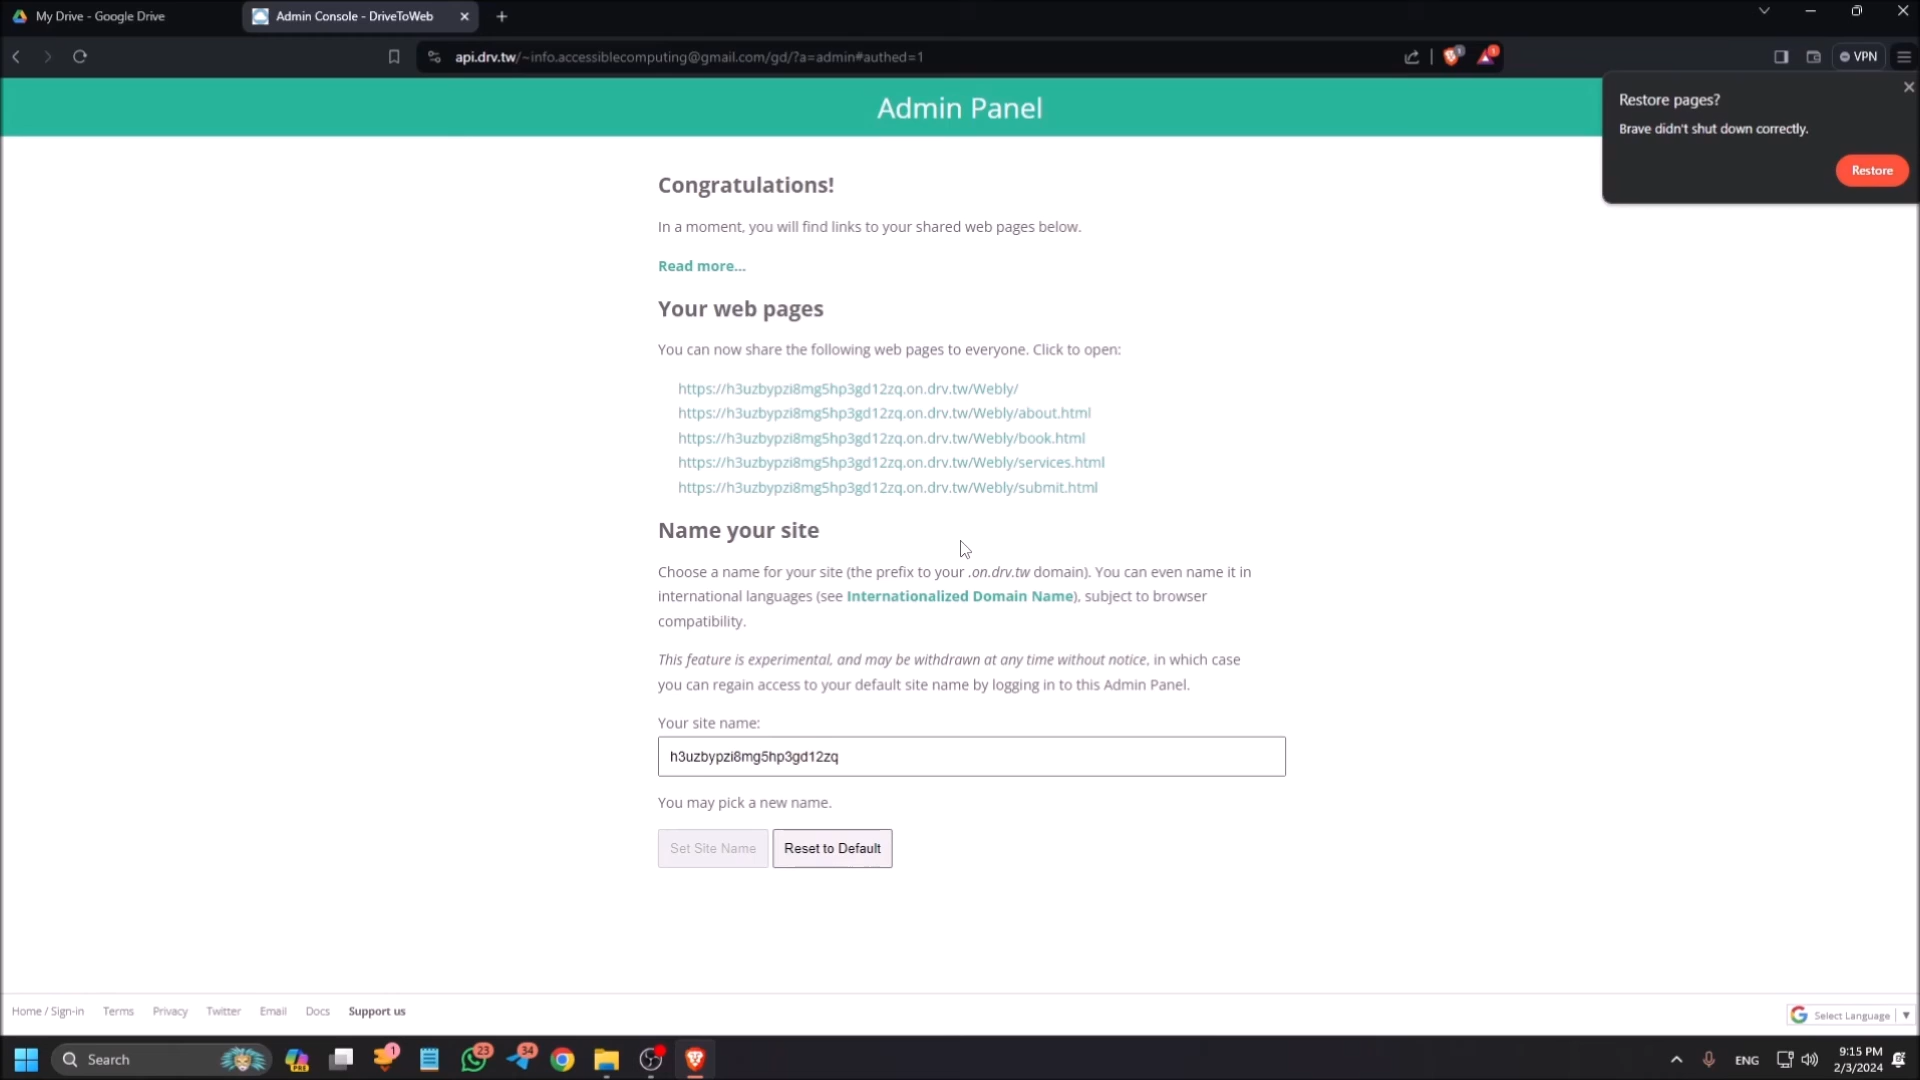 My Drive - Google Drive
Admin Console - DriveToWeb
api.drv.tw/~info.accessiblecomputing@gmail.com/gd/?a=admin#authed=1
1
1
VPN
Admin Panel
Restore pages?
Brave didn't shut down correctly.
Restore
Congratulations!
In a moment, you will find links to your shared web pages below.
Read more...
Your web pages
You can now share the following web pages to everyone. Click to open:
https://h3uzbypzi8mg5hp3gd12zq.on.drv.tw/Webly/
https://h3uzbypzi8mg5hp3gd12zq.on.drv.tw/Webly/about.html
https://h3uzbypzi8mg5hp3gd12zq.on.drv.tw/Webly/book.html
https://h3uzbypzi8mg5hp3gd12zq.on.drv.tw/Webly/services.html
https://h3uzbypzi8mg5hp3gd12zq.on.drv.tw/Webly/submit.html
Name your site
Choose a name for your site (the prefix to your .on.drv.tw domain). You can even name it in
international languages (see Internationalized Domain Name), subject to browser
compatibility.
This feature is experimental, and may be withdrawn at any time without notice, in which case
you can regain access to your default site name by logging in to this Admin Panel.
Your site name:
h3uzbypzi8mg5hp3gd12zq
You may pick a new name.
Set Site Name Reset to Default
Home / Sign-in Terms Privacy Twitter Email Docs Support us
Select Language ▼
Search
PRE
1
23
34
ENG
9:15 PM
2/3/2024